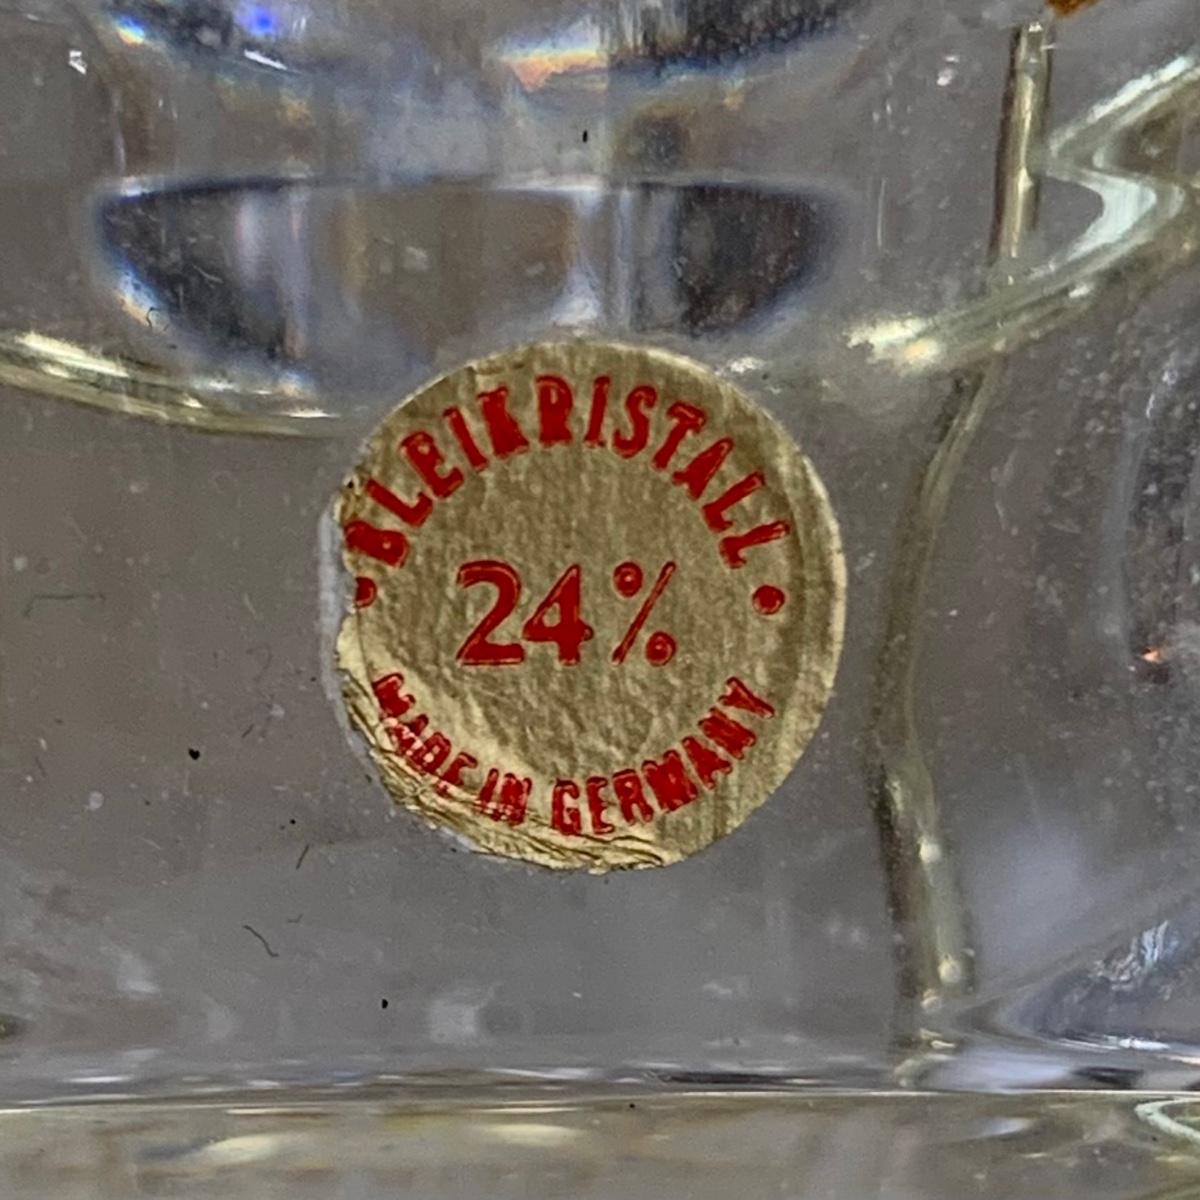 • BLEIKRISTALL •
24%
MADE IN GERMANY